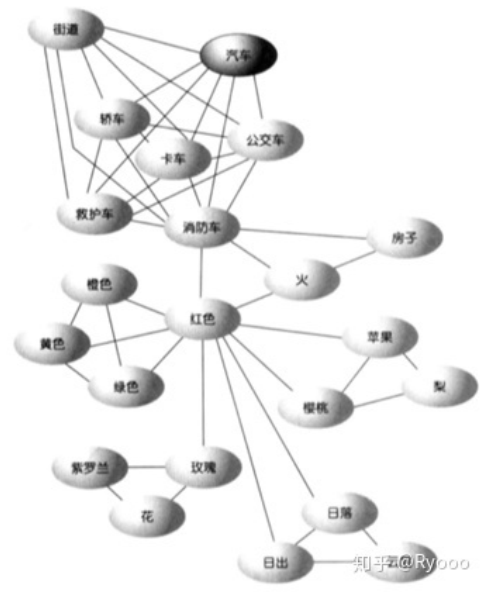 街道
汽车
轿车
公交车
卡车
救护车
消防车
房子
火
橙色
红色
黄色
苹果
绿色
梨
樱桃
紫罗兰
玫瑰
花
日落
日出
知乎 @Ryooo